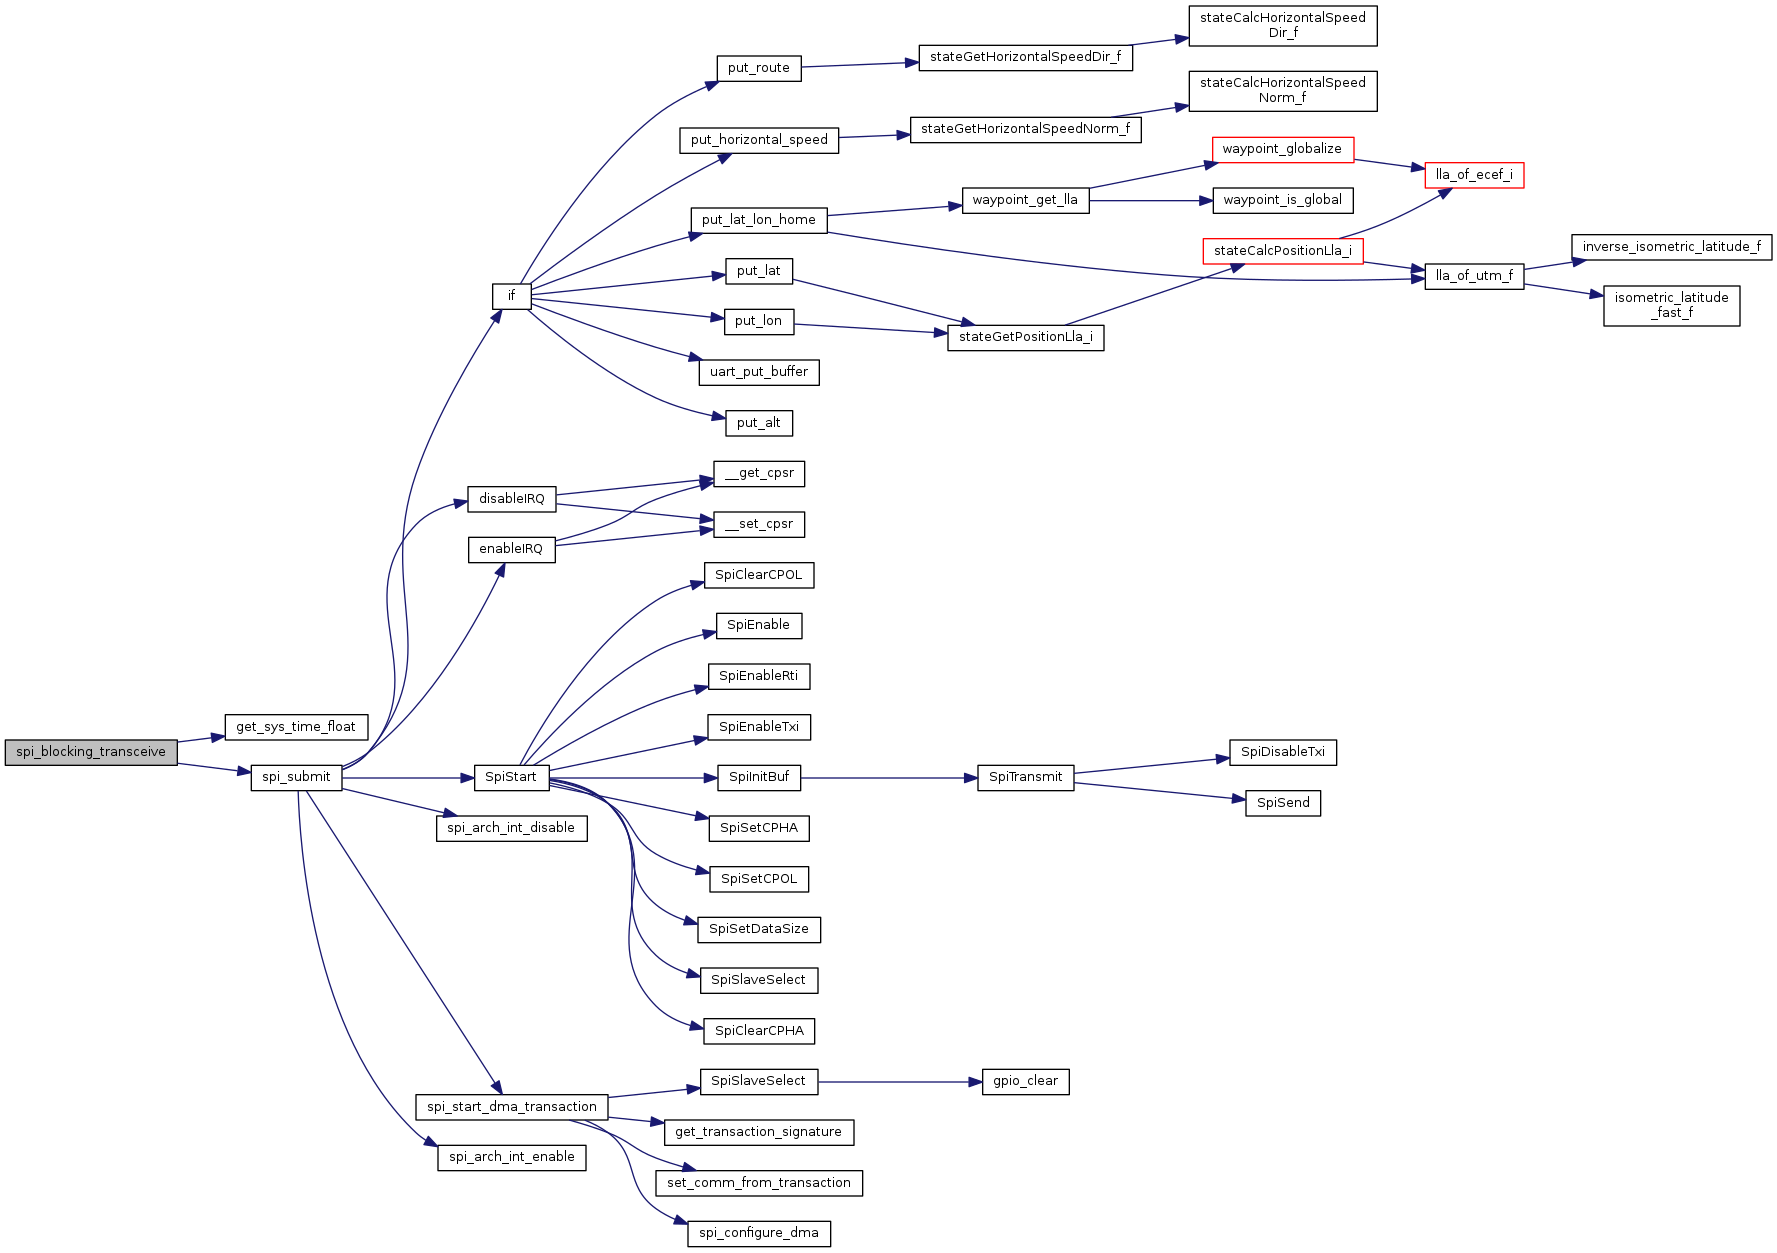 stateCalcHorizontalSpeed
Dir_f
stateGetHorizontalSpeedDir_f
put_route
stateCalcHorizontalSpeed
Norm_f
stateGetHorizontalSpeedNorm_f
put_horizontal_speed
waypoint_globalize
lla_of_ecef_i
waypoint_get_lla
waypoint_is_global
put_lat_lon_home
inverse_isometric_latitude_f
stateCalcPositionLla_i
put_lat
lla_of_utm_f
if
isometric_latitude
_fast_f
put_lon
stateGetPositionLla_i
uart_put_buffer
put_alt
__get_cpsr
disableIRQ
__set_cpsr
enableIRQ
SpiClearCPOL
SpiEnable
SpiEnableRti
get_sys_time_float
SpiEnableTxi
spi_blocking_transceive
SpiDisableTxi
spi_submit
SpiStart
SpiInitBuf
SpiTransmit
SpiSend
spi_arch_int_disable
SpiSetCPHA
SpiSetCPOL
SpiSetDataSize
SpiSlaveSelect
SpiClearCPHA
SpiSlaveSelect
gpio_clear
spi_start_dma_transaction
get_transaction_signature
spi_arch_int_enable
set_comm_from_transaction
spi_configure_dma